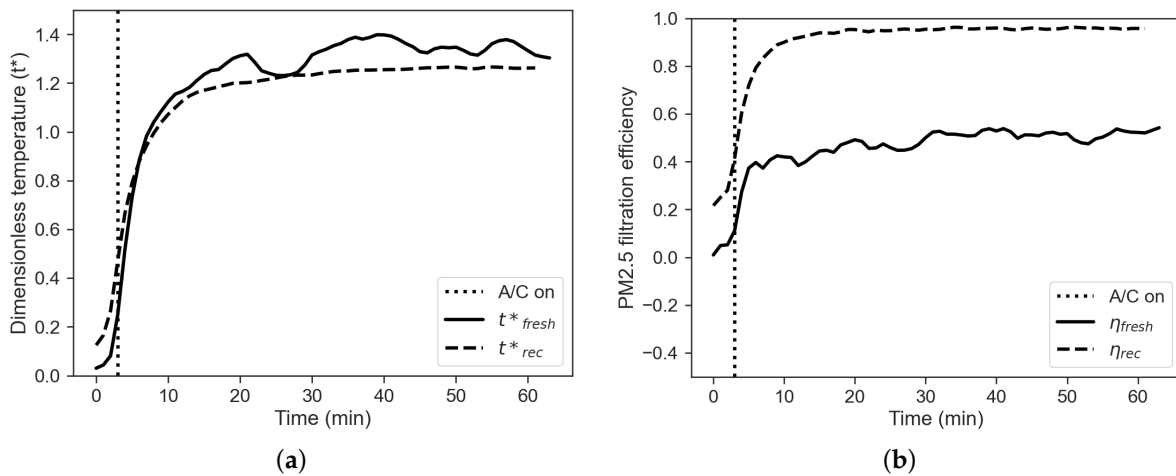 Dimensionless temperature (t*)
1.4
1.2
1.0
0.8
0.6
0.4
0.2
0.0
0 10 20 30 40 50 60
Time (min)
A/C on
t*fresh
t*rec
(a)
PM2.5 filtration efficiency
1.0
0.8
0.6
0.4
0.2
0.0
−0.2
−0.4
0 10 20 30 40 50 60
Time (min)
A/C on
ηfresh
ηrec
(b)